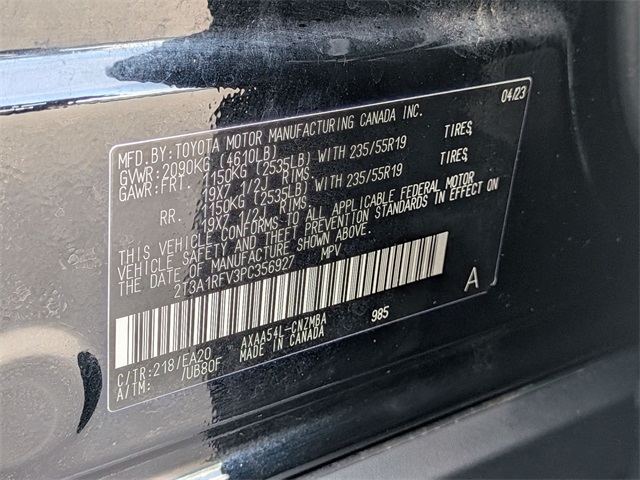 MFD.BY:TOYOTA MOTOR MANUFACTURING CANADA INC. 04/23
GVWR:2090KG (4610LB)
GAWR:FRT. 1150KG (2535LB) WITH 235/55R19 TIRES,
19X7 1/2J RIMS
RR. 1150KG (2535LB) WITH 235/55R19 TIRES,
19X7 1/2J RIMS
THIS VEHICLE CONFORMS TO ALL APPLICABLE FEDERAL MOTOR
VEHICLE SAFETY AND THEFT PREVENTION STANDARDS IN EFFECT ON
THE DATE OF MANUFACTURE SHOWN ABOVE.
2T3A1RFV3PC356927 MPV
A
C/TR:218/EA20 AXAA54L-CNZMBA 985
A/TM: /UB80F MADE IN CANADA